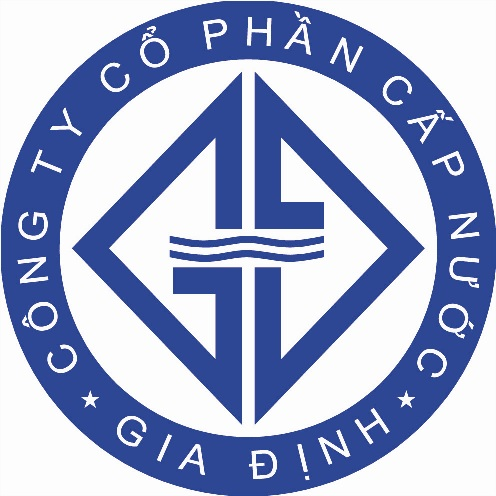 CÔNG TY CỔ PHẦN CẤP NƯỚC
GIA ĐỊNH